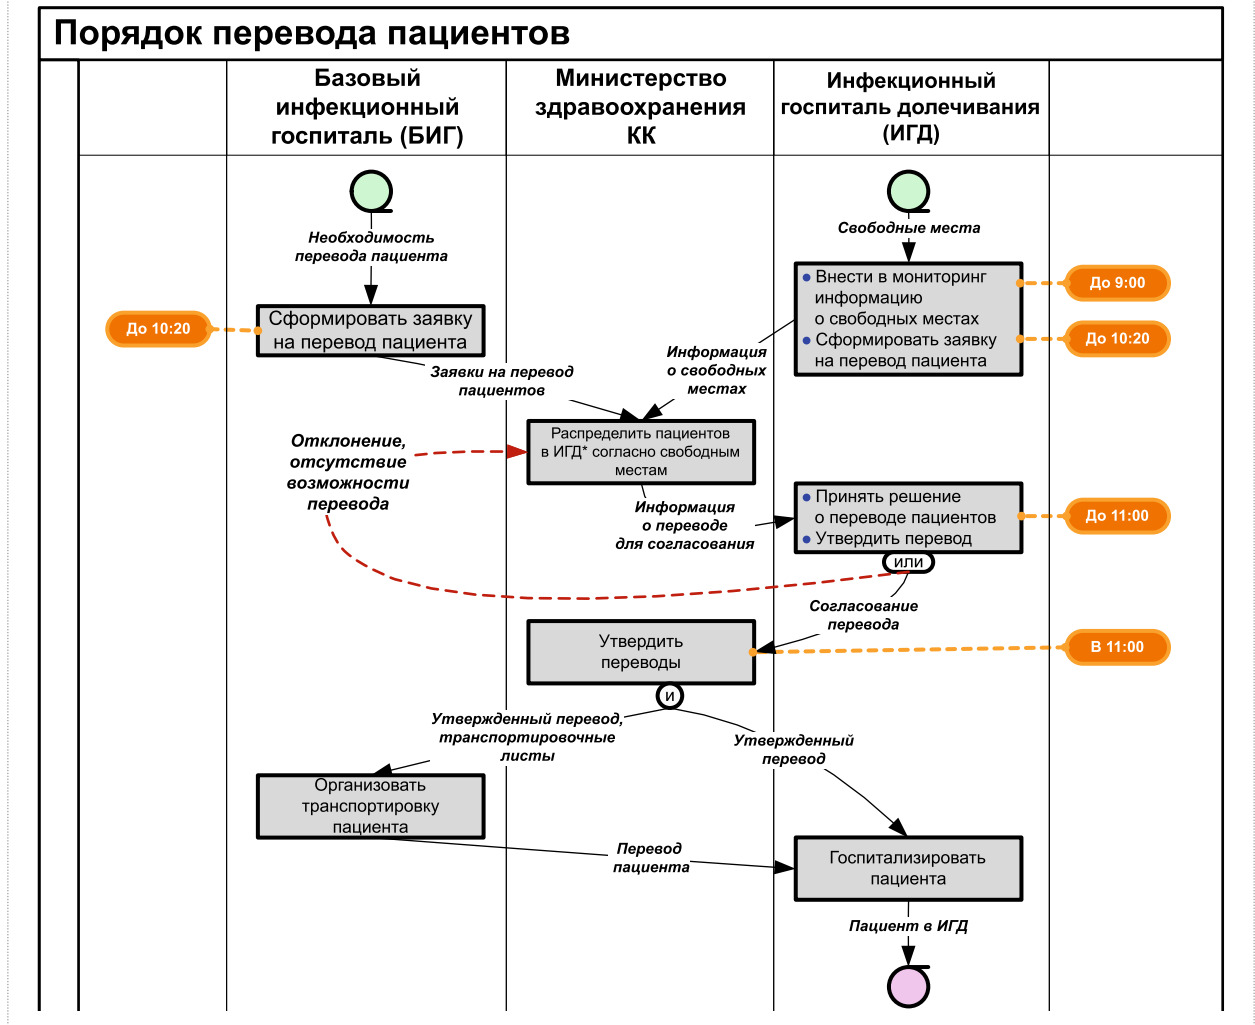 Порядок перевода пациентов
Базовый
инфекционный
госпиталь (БИГ)
Министерство
здравоохранения
КК
Инфекционный
госпиталь долечивания
(ИГД)
Необходимость
перевода пациента
Свободные места
До 10:20
Сформировать заявку
на перевод пациента
Внести в мониторинг
информацию
о свободных местах
Сформировать заявку
на перевод пациента
До 9:00
До 10:20
Заявки на перевод
пациентов
Информация
о свободных
местах
Отклонение,
отсутствие
возможности
перевода
Распределить пациентов
в ИГД* согласно свободным
местам
Информация
о переводе
для согласования
Принять решение
о переводе пациентов
Утвердить перевод
До 11:00
или
Согласование
перевода
Утвердить
переводы
В 11:00
и
Утвержденный перевод,
транспортировочные
листы
Утвержденный
перевод
Организовать
транспортировку
пациента
Перевод
пациента
Госпитализировать
пациента
Пациент в ИГД